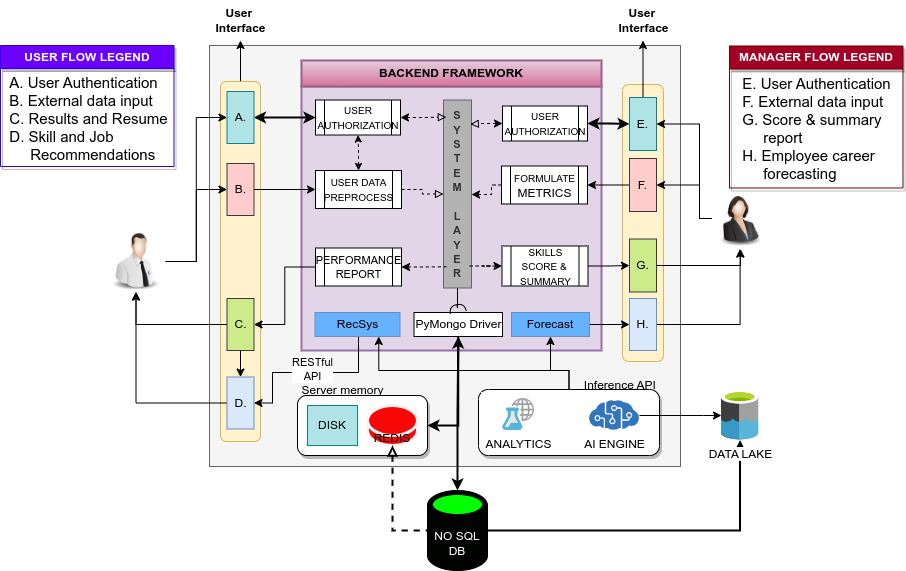 User
Interface
User
Interface
USER FLOW LEGEND
A. User Authentication
B. External data input
C. Results and Resume
D. Skill and Job
Recommendations
MANAGER FLOW LEGEND
E. User Authentication
F. External data input
G. Score & summary
report
H. Employee career
forecasting
BACKEND FRAMEWORK
A.
B.
C.
D.
USER
AUTHORIZATION
USER DATA
PREPROCESS
PERFORMANCE
REPORT
SYSTEM LAYER
USER
AUTHORIZATION
FORMULATE
METRICS
SKILLS
SCORE &
SUMMARY
E.
F.
G.
H.
RecSys
PyMongo Driver
Forecast
RESTful
API
Server memory
DISK
REDIS
Inference API
ANALYTICS
AI ENGINE
DATA LAKE
NO SQL
DB